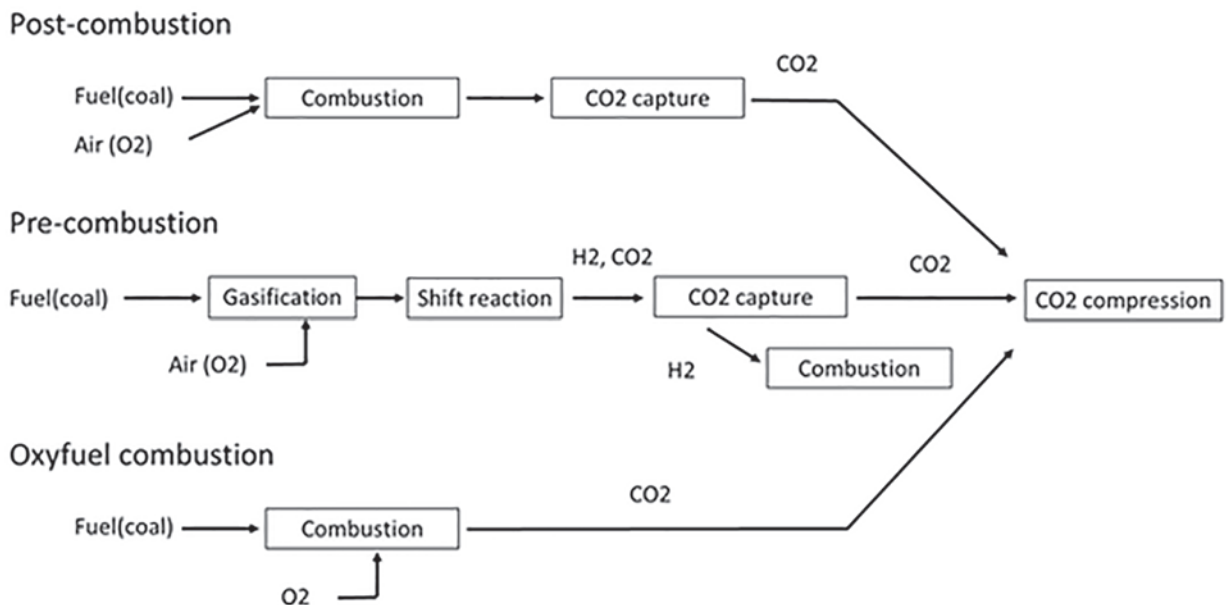 Post-combustion
CO2
Fuel(coal)
Combustion
CO2 capture
Air (O2)
Pre-combustion
H2, CO2
CO2
Fuel(coal)
Gasification
Shift reaction
CO2 capture
CO2 compression
Air (O2)
H2
Combustion
Oxyfuel combustion
CO2
Fuel(coal)
Combustion
O2